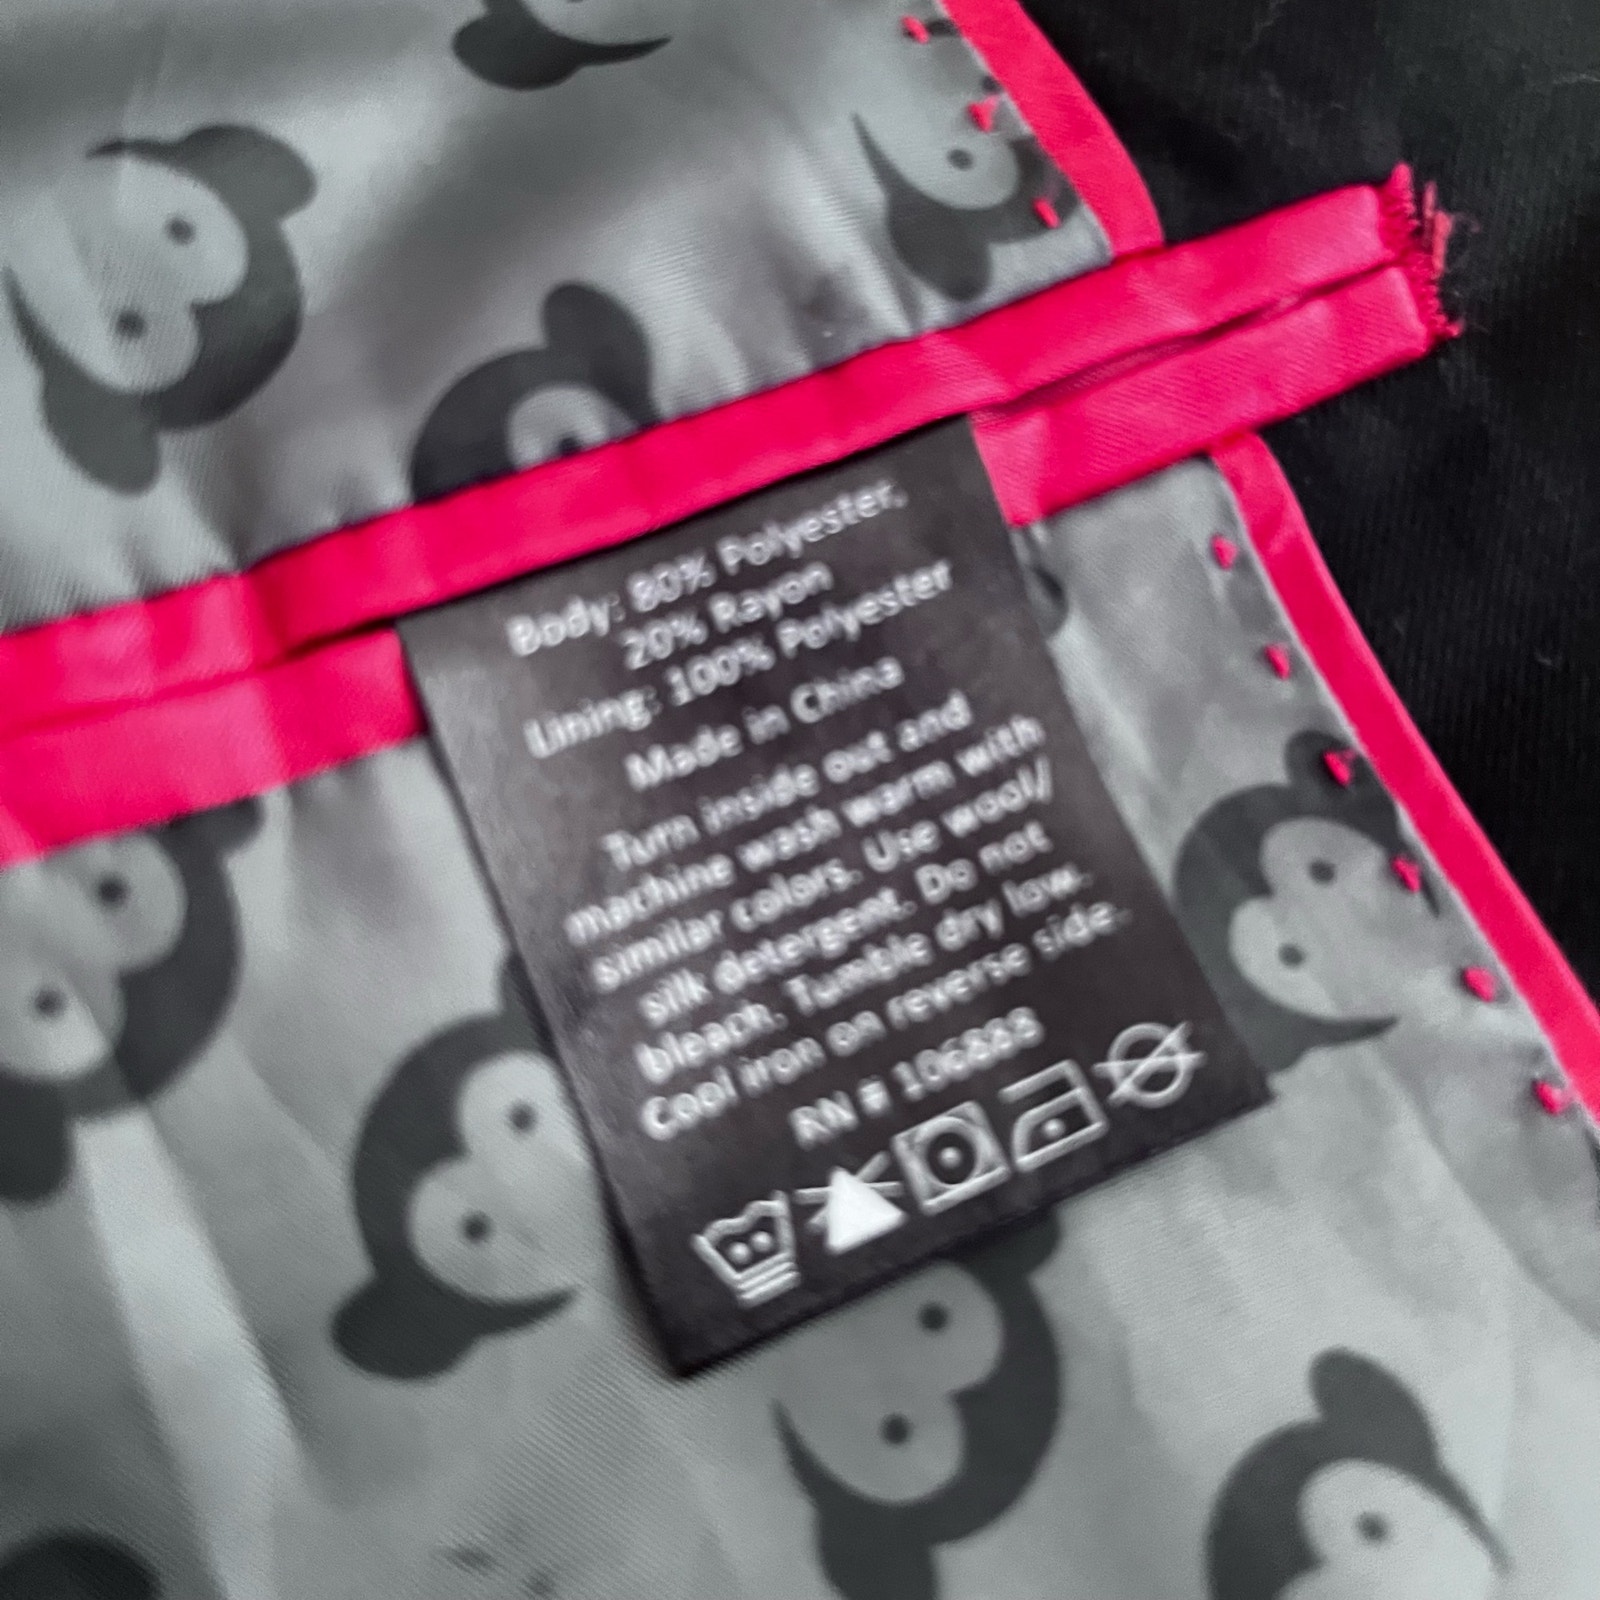 Body: 80% Polyester,
20% Rayon
Lining: 100% Polyester
Made in China
Turn inside out and
machine wash warm with
similar colors. Use wool/
silk detergent. Do not
bleach. Tumble dry low.
Cool iron on reverse side.
RN # 106888